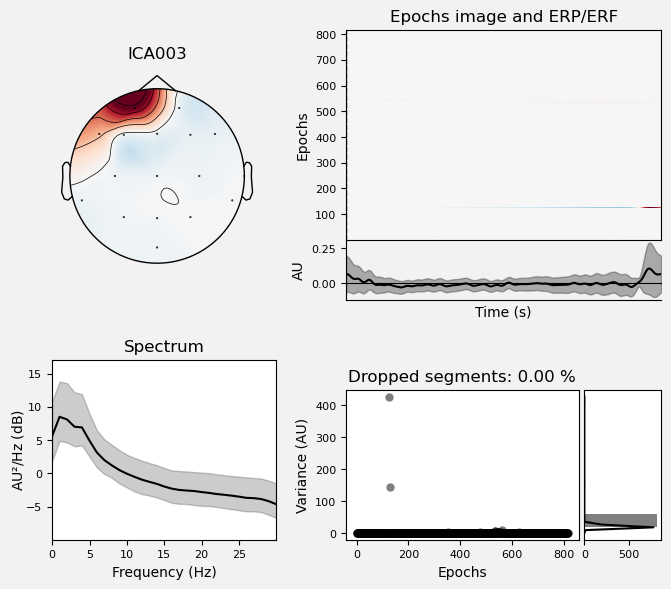 ICA003
Epochs image and ERP/ERF
Epochs
800
700
600
500
400
300
200
100
AU
0.25
0.00
Time (s)
Spectrum
AU²/Hz (dB)
15
10
5
0
−5
0 5 10 15 20 25
Frequency (Hz)
Dropped segments: 0.00 %
Variance (AU)
400
300
200
100
0
0 200 400 600 800
Epochs
0 500